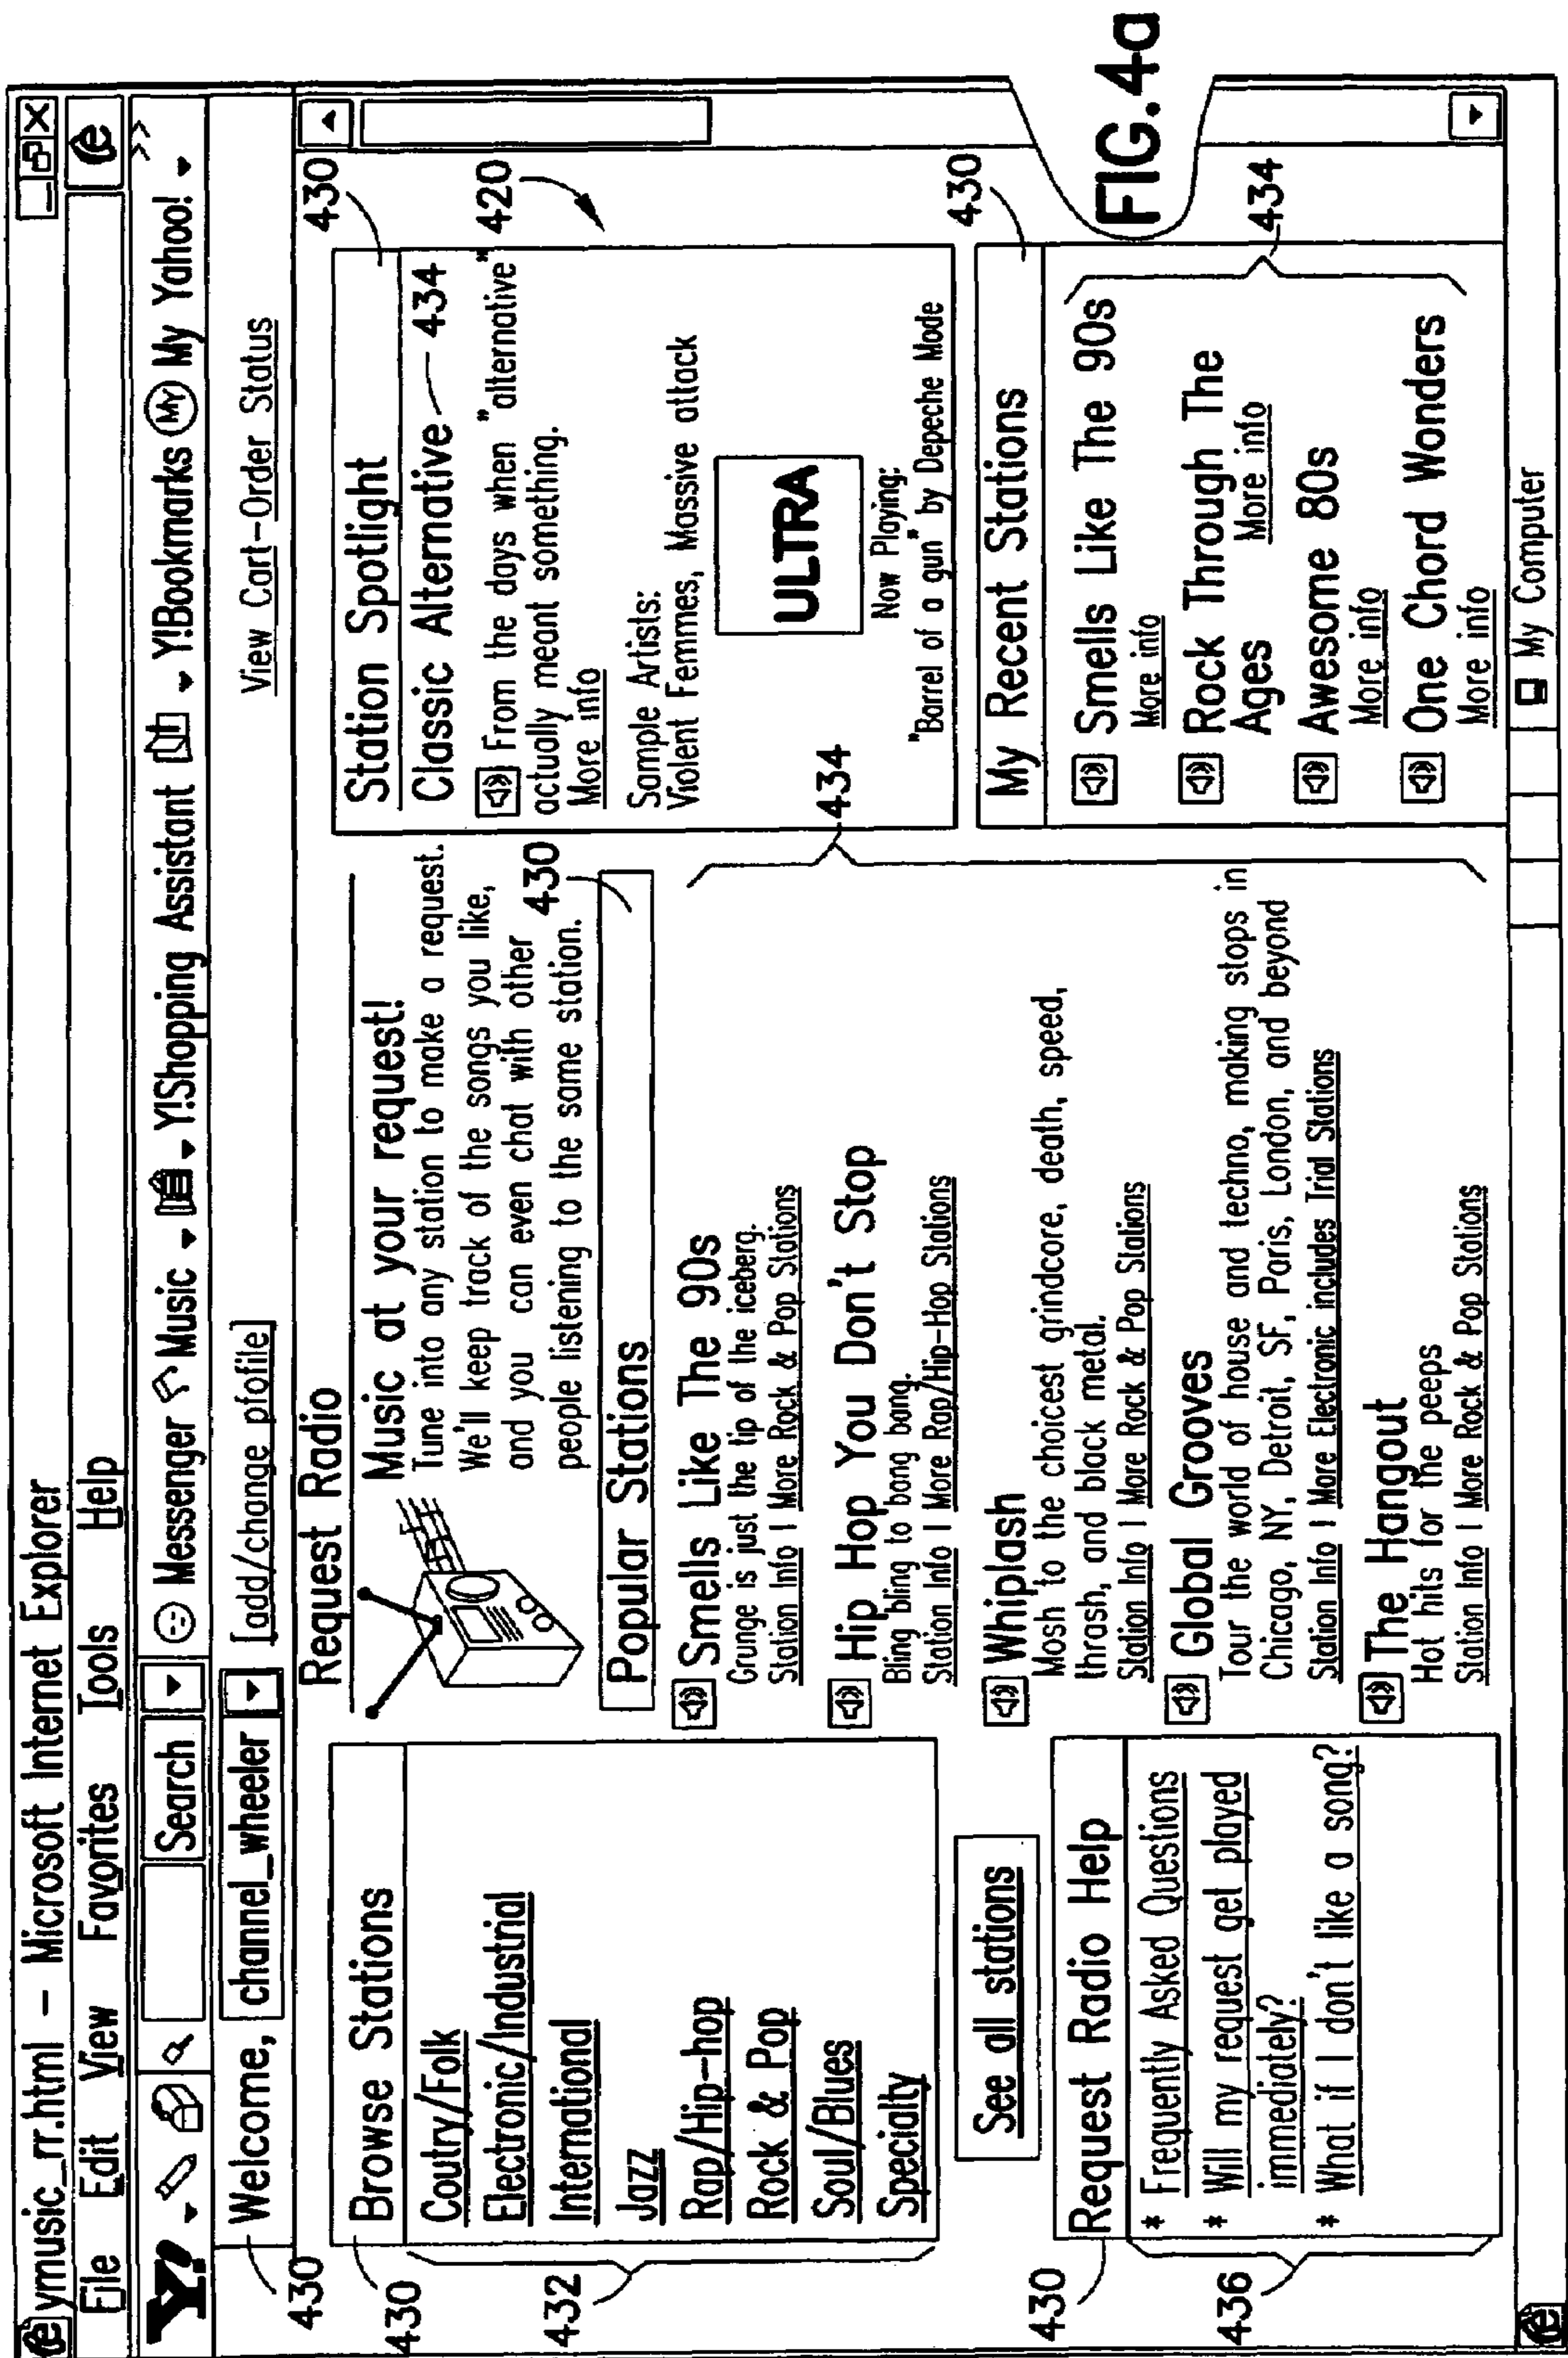 ymusic_rr.html - Microsoft Internet Explorer
File Edit View Favorites Tools Help
Y! Search Messenger Music Y!Shopping Assistant Y!Bookmarks My My Yahoo! >>
Welcome, channel_wheeler [add/change pfofile] View Cart-Order Status
430
430
Browse Stations
Coutry/Folk
Electronic/Industrial
International
Jazz
Rap/Hip-hop
Rock & Pop
Soul/Blues
Specialty
432
See all stations
430
Request Radio Help
* Frequently Asked Questions
* Will my request get played
immediately?
* What if I don't like a song?
436
Request Radio
Music at your request!
Tune into any station to make a request.
We'll keep track of the songs you like,
and you can even chat with other
people listening to the same station.
430
Popular Stations
Smells Like The 90s
Grunge is just the tip of the iceberg.
Station Info | More Rock & Pop Stations
Hip Hop You Don't Stop
Bling bling to bang bang.
Station Info | More Rap/Hip-Hop Stations
Whiplash
Mosh to the choicest grindcore, death, speed,
thrash, and black metal.
Station Info | More Rock & Pop Stations
Global Grooves
Tour the world of house and techno, making stops in
Chicago, NY, Detroit, SF, Paris, London, and beyond
Station Info | More Electronic includes Trial Stations
The Hangout
Hot hits for the peeps
Station Info | More Rock & Pop Stations
434
430
Station Spotlight
Classic Alternative 434
From the days when "alternative"
actually meant something.
More info
420
Sample Artists:
Violent Femmes, Massive attack
ULTRA
Now Playing:
"Barrel of a gun" by Depeche Mode
430
My Recent Stations
Smells Like The 90s
More info
Rock Through The
Ages More info
Awesome 80s
More info
One Chord Wonders
More info
434
My Computer
FIG.4a